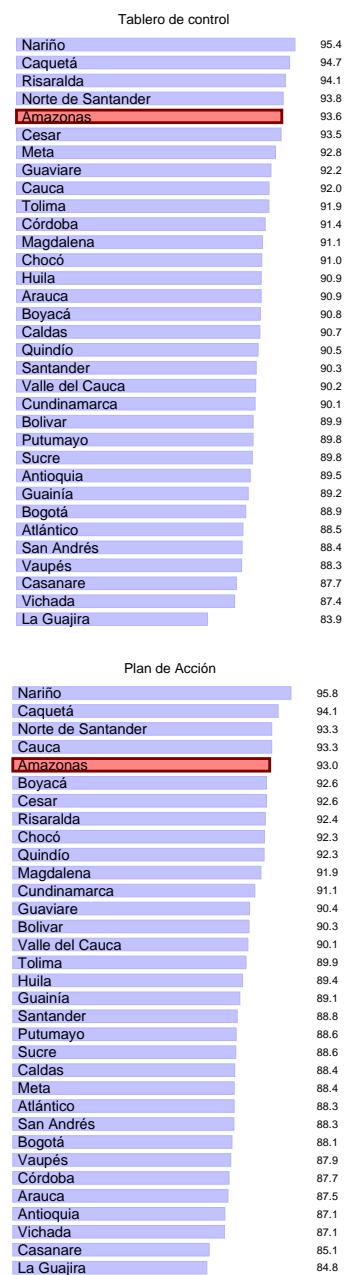 Tablero de control
Nariño 95.4
Caquetá 94.7
Risaralda 94.1
Norte de Santander 93.8
Amazonas 93.6
Cesar 93.5
Meta 92.8
Guaviare 92.2
Cauca 92.0
Tolima 91.9
Córdoba 91.4
Magdalena 91.1
Chocó 91.0
Huila 90.9
Arauca 90.9
Boyacá 90.8
Caldas 90.7
Quindío 90.5
Santander 90.3
Valle del Cauca 90.2
Cundinamarca 90.1
Bolivar 89.9
Putumayo 89.8
Sucre 89.8
Antioquia 89.5
Guainía 89.2
Bogotá 88.9
Atlántico 88.5
San Andrés 88.4
Vaupés 88.3
Casanare 87.7
Vichada 87.4
La Guajira 83.9
Plan de Acción
Nariño 95.8
Caquetá 94.1
Norte de Santander 93.3
Cauca 93.3
Amazonas 93.0
Boyacá 92.6
Cesar 92.6
Risaralda 92.4
Chocó 92.3
Quindío 92.3
Magdalena 91.9
Cundinamarca 91.1
Guaviare 90.4
Bolivar 90.3
Valle del Cauca 90.1
Tolima 89.9
Huila 89.4
Guainía 89.1
Santander 88.8
Putumayo 88.6
Sucre 88.6
Caldas 88.4
Meta 88.4
Atlántico 88.3
San Andrés 88.3
Bogotá 88.1
Vaupés 87.9
Córdoba 87.7
Arauca 87.5
Antioquia 87.1
Vichada 87.1
Casanare 85.1
La Guajira 84.8